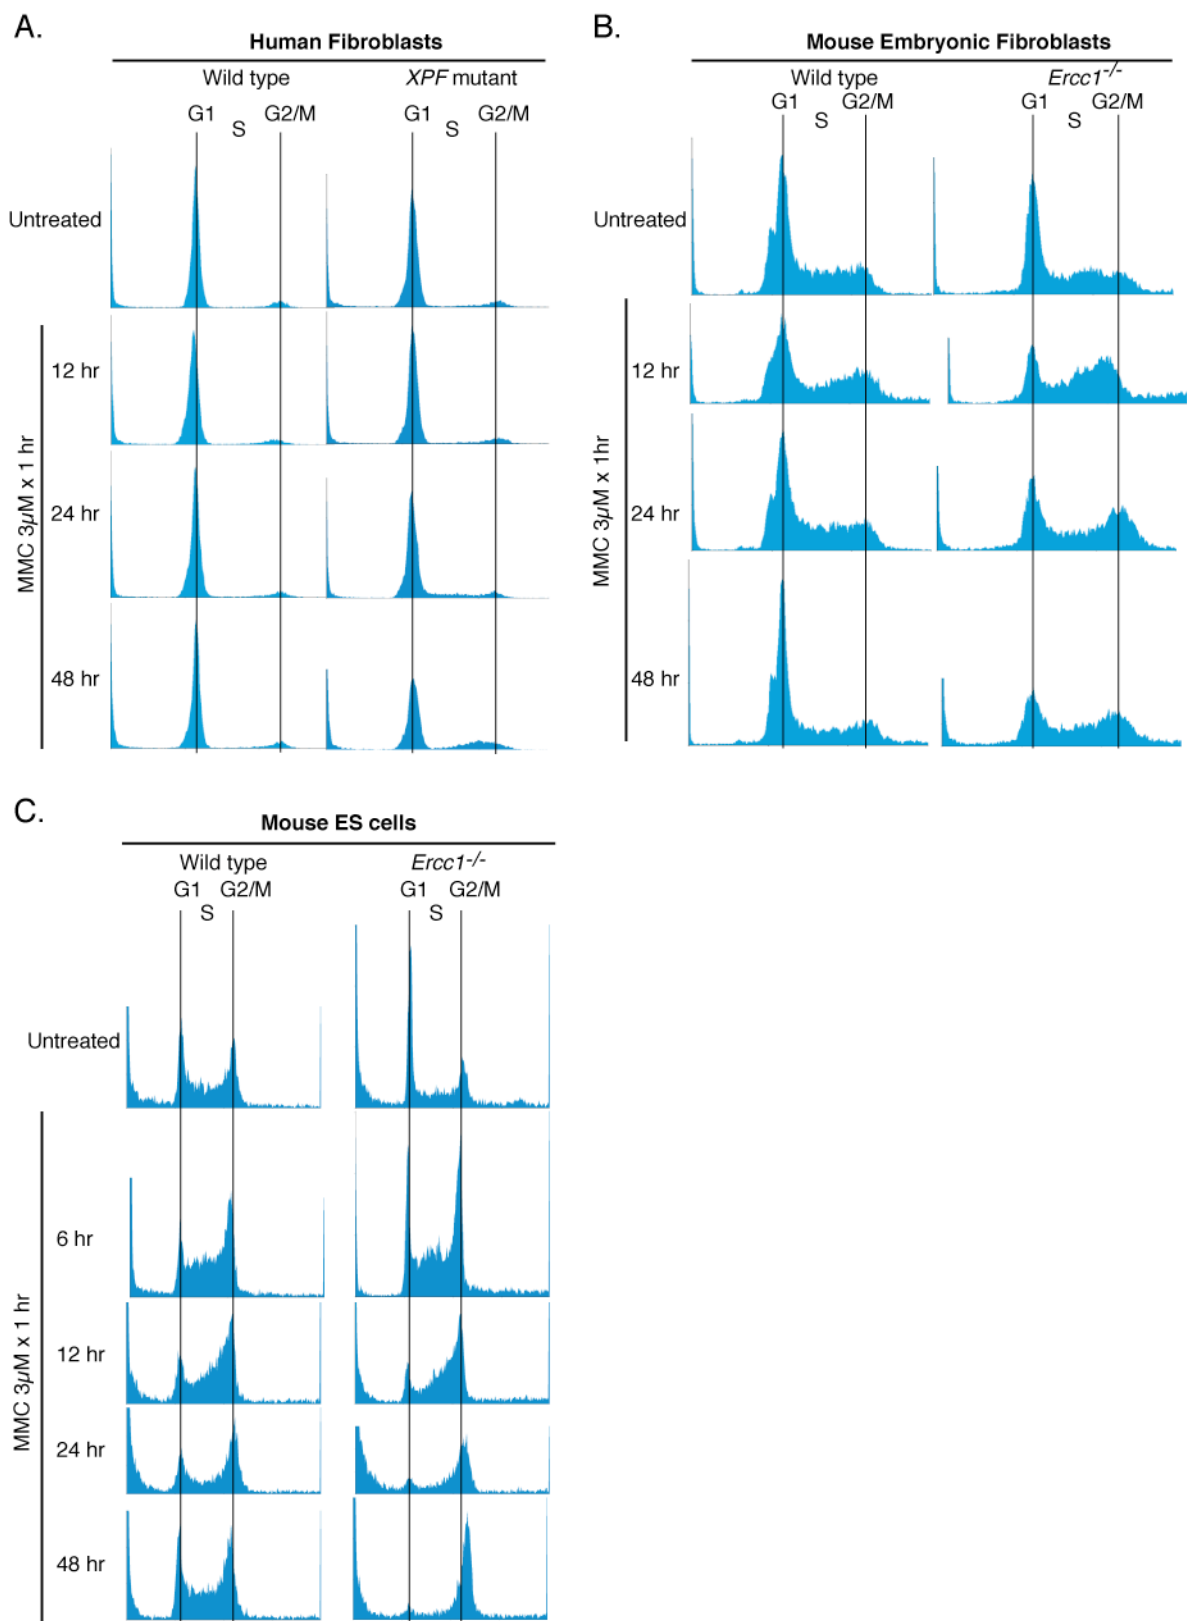 A.
Human Fibroblasts
Wild type XPF mutant
G1 S G2/M G1 S G2/M
Untreated
12 hr
24 hr
48 hr
MMC 3µM x 1 hr
B.
Mouse Embryonic Fibroblasts
Wild type Ercc1-/-
G1 S G2/M G1 S G2/M
Untreated
12 hr
24 hr
48 hr
MMC 3µM x 1hr
C.
Mouse ES cells
Wild type Ercc1-/-
G1 S G2/M G1 S G2/M
Untreated
6 hr
12 hr
24 hr
48 hr
MMC 3µM x 1 hr